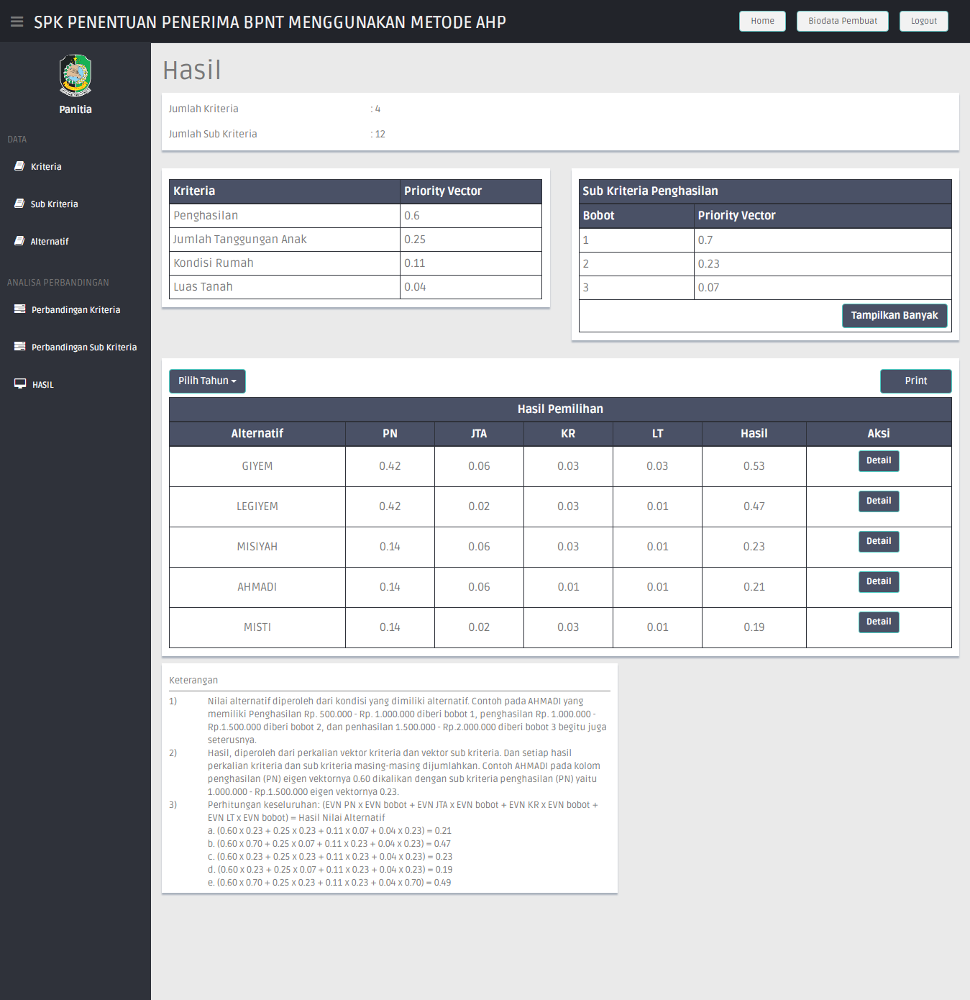 SPK PENENTUAN PENERIMA BPNT MENGGUNAKAN METODE AHP
Home
Biodata Pembuat
Logout
Panitia
DATA
Kriteria
Sub Kriteria
Alternatif
ANALISA PERBANDINGAN
Perbandingan Kriteria
Perbandingan Sub Kriteria
HASIL
Hasil
Jumlah Kriteria : 4
Jumlah Sub Kriteria : 12
Kriteria Priority Vector
Penghasilan 0.6
Jumlah Tanggungan Anak 0.25
Kondisi Rumah 0.11
Luas Tanah 0.04
Sub Kriteria Penghasilan
Bobot Priority Vector
1 0.7
2 0.23
3 0.07
Tampilkan Banyak
Pilih Tahun
Print
Hasil Pemilihan
Alternatif PN JTA KR LT Hasil Aksi
GIYEM 0.42 0.06 0.03 0.03 0.53 Detail
LEGIYEM 0.42 0.02 0.03 0.01 0.47 Detail
MISIYAH 0.14 0.06 0.03 0.01 0.23 Detail
AHMADI 0.14 0.06 0.01 0.01 0.21 Detail
MISTI 0.14 0.02 0.03 0.01 0.19 Detail
Keterangan
1) Nilai alternatif diperoleh dari kondisi yang dimiliki alternatif. Contoh pada AHMADI yang
memiliki Penghasilan Rp. 500.000 - Rp. 1.000.000 diberi bobot 1, penghasilan Rp. 1.000.000 -
Rp.1.500.000 diberi bobot 2, dan penhasilan 1.500.000 - Rp.2.000.000 diberi bobot 3 begitu juga
seterusnya.
2) Hasil, diperoleh dari perkalian vektor kriteria dan vektor sub kriteria. Dan setiap hasil
perkalian kriteria dan sub kriteria masing-masing dijumlahkan. Contoh AHMADI pada kolom
penghasilan (PN) eigen vektornya 0.60 dikalikan dengan sub kriteria penghasilan (PN) yaitu
1.000.000 - Rp.1.500.000 eigen vektornya 0.23.
3) Perhitungan keseluruhan: (EVN PN x EVN bobot + EVN JTA x EVN bobot + EVN KR x EVN bobot +
EVN LT x EVN bobot) = Hasil Nilai Alternatif
a. (0.60 x 0.23 + 0.25 x 0.23 + 0.11 x 0.07 + 0.04 x 0.23) = 0.21
b. (0.60 x 0.70 + 0.25 x 0.07 + 0.11 x 0.23 + 0.04 x 0.23) = 0.47
c. (0.60 x 0.23 + 0.25 x 0.23 + 0.11 x 0.23 + 0.04 x 0.23) = 0.23
d. (0.60 x 0.23 + 0.25 x 0.07 + 0.11 x 0.23 + 0.04 x 0.23) = 0.19
e. (0.60 x 0.70 + 0.25 x 0.23 + 0.11 x 0.23 + 0.04 x 0.70) = 0.49